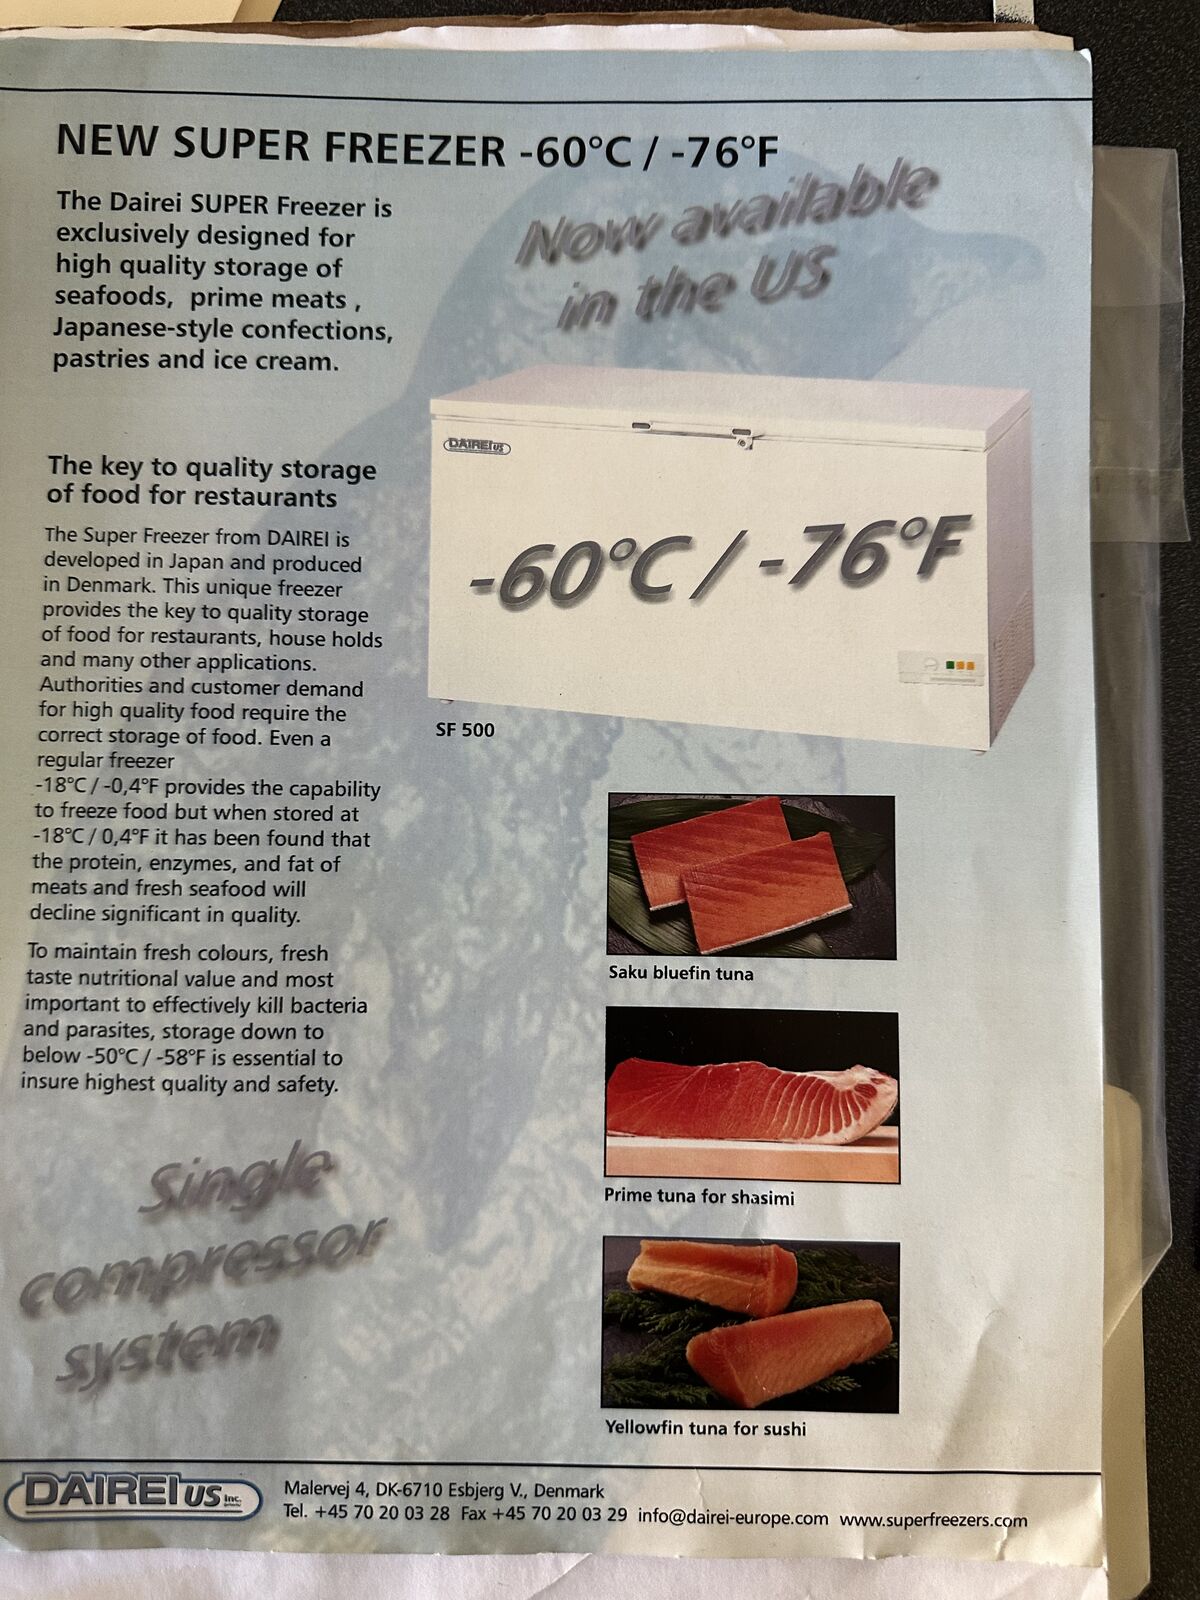 NEW SUPER FREEZER -60°C / -76°F
The Dairei SUPER Freezer is
exclusively designed for
high quality storage of
seafoods, prime meats ,
Japanese-style confections,
pastries and ice cream.
Now available
in the US
DAIREI US
-60°C / -76°F
SF 500
The key to quality storage
of food for restaurants
The Super Freezer from DAIREI is
developed in Japan and produced
in Denmark. This unique freezer
provides the key to quality storage
of food for restaurants, house holds
and many other applications.
Authorities and customer demand
for high quality food require the
correct storage of food. Even a
regular freezer
-18°C / -0,4°F provides the capability
to freeze food but when stored at
-18°C / 0,4°F it has been found that
the protein, enzymes, and fat of
meats and fresh seafood will
decline significant in quality.
To maintain fresh colours, fresh
taste nutritional value and most
important to effectively kill bacteria
and parasites, storage down to
below -50°C / -58°F is essential to
insure highest quality and safety.
Single
compressor
system
Saku bluefin tuna
Prime tuna for shasimi
Yellowfin tuna for sushi
DAIREI US Inc.
Malervej 4, DK-6710 Esbjerg V., Denmark
Tel. +45 70 20 03 28 Fax +45 70 20 03 29 info@dairei-europe.com www.superfreezers.com